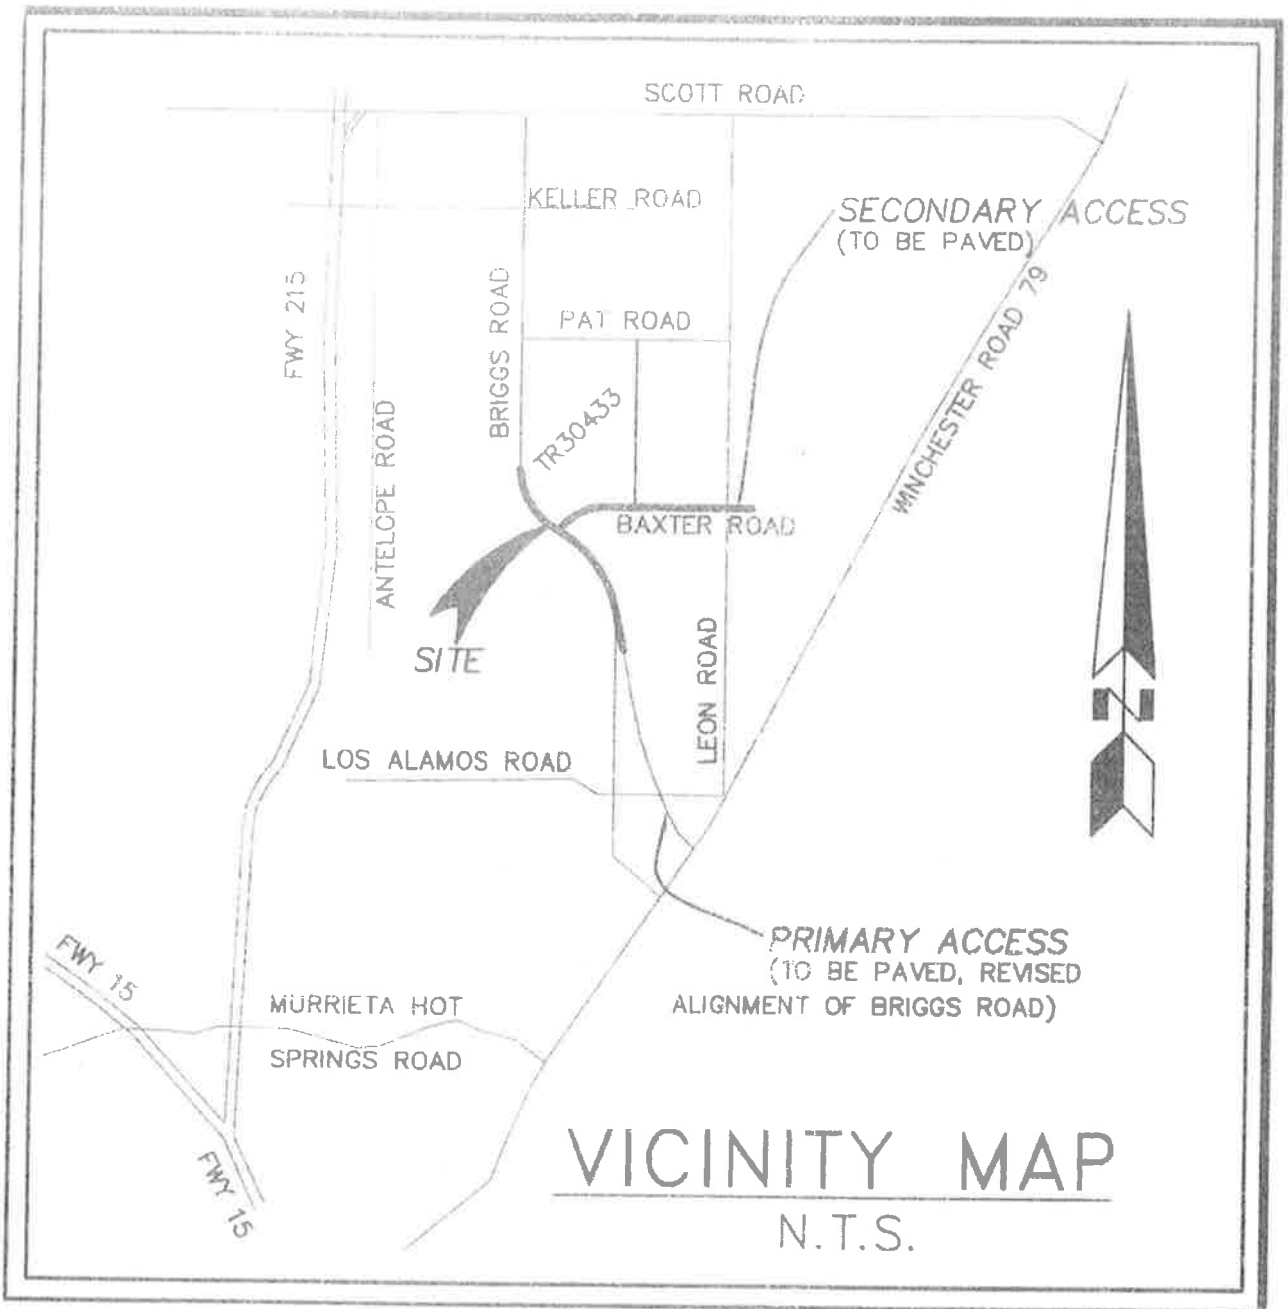 SCOTT ROAD
KELLER ROAD
SECONDARY ACCESS
(TO BE PAVED)
FWY 215
BRIGGS ROAD
PAT ROAD
WINCHESTER ROAD 79
ANTELOPE ROAD
TR30433
BAXTER ROAD
SITE
LEON ROAD
N
LOS ALAMOS ROAD
PRIMARY ACCESS
(TO BE PAVED, REVISED
ALIGNMENT OF BRIGGS ROAD)
FWY 15
MURRIETA HOT
SPRINGS ROAD
FWY 15
VICINITY MAP
N.T.S.